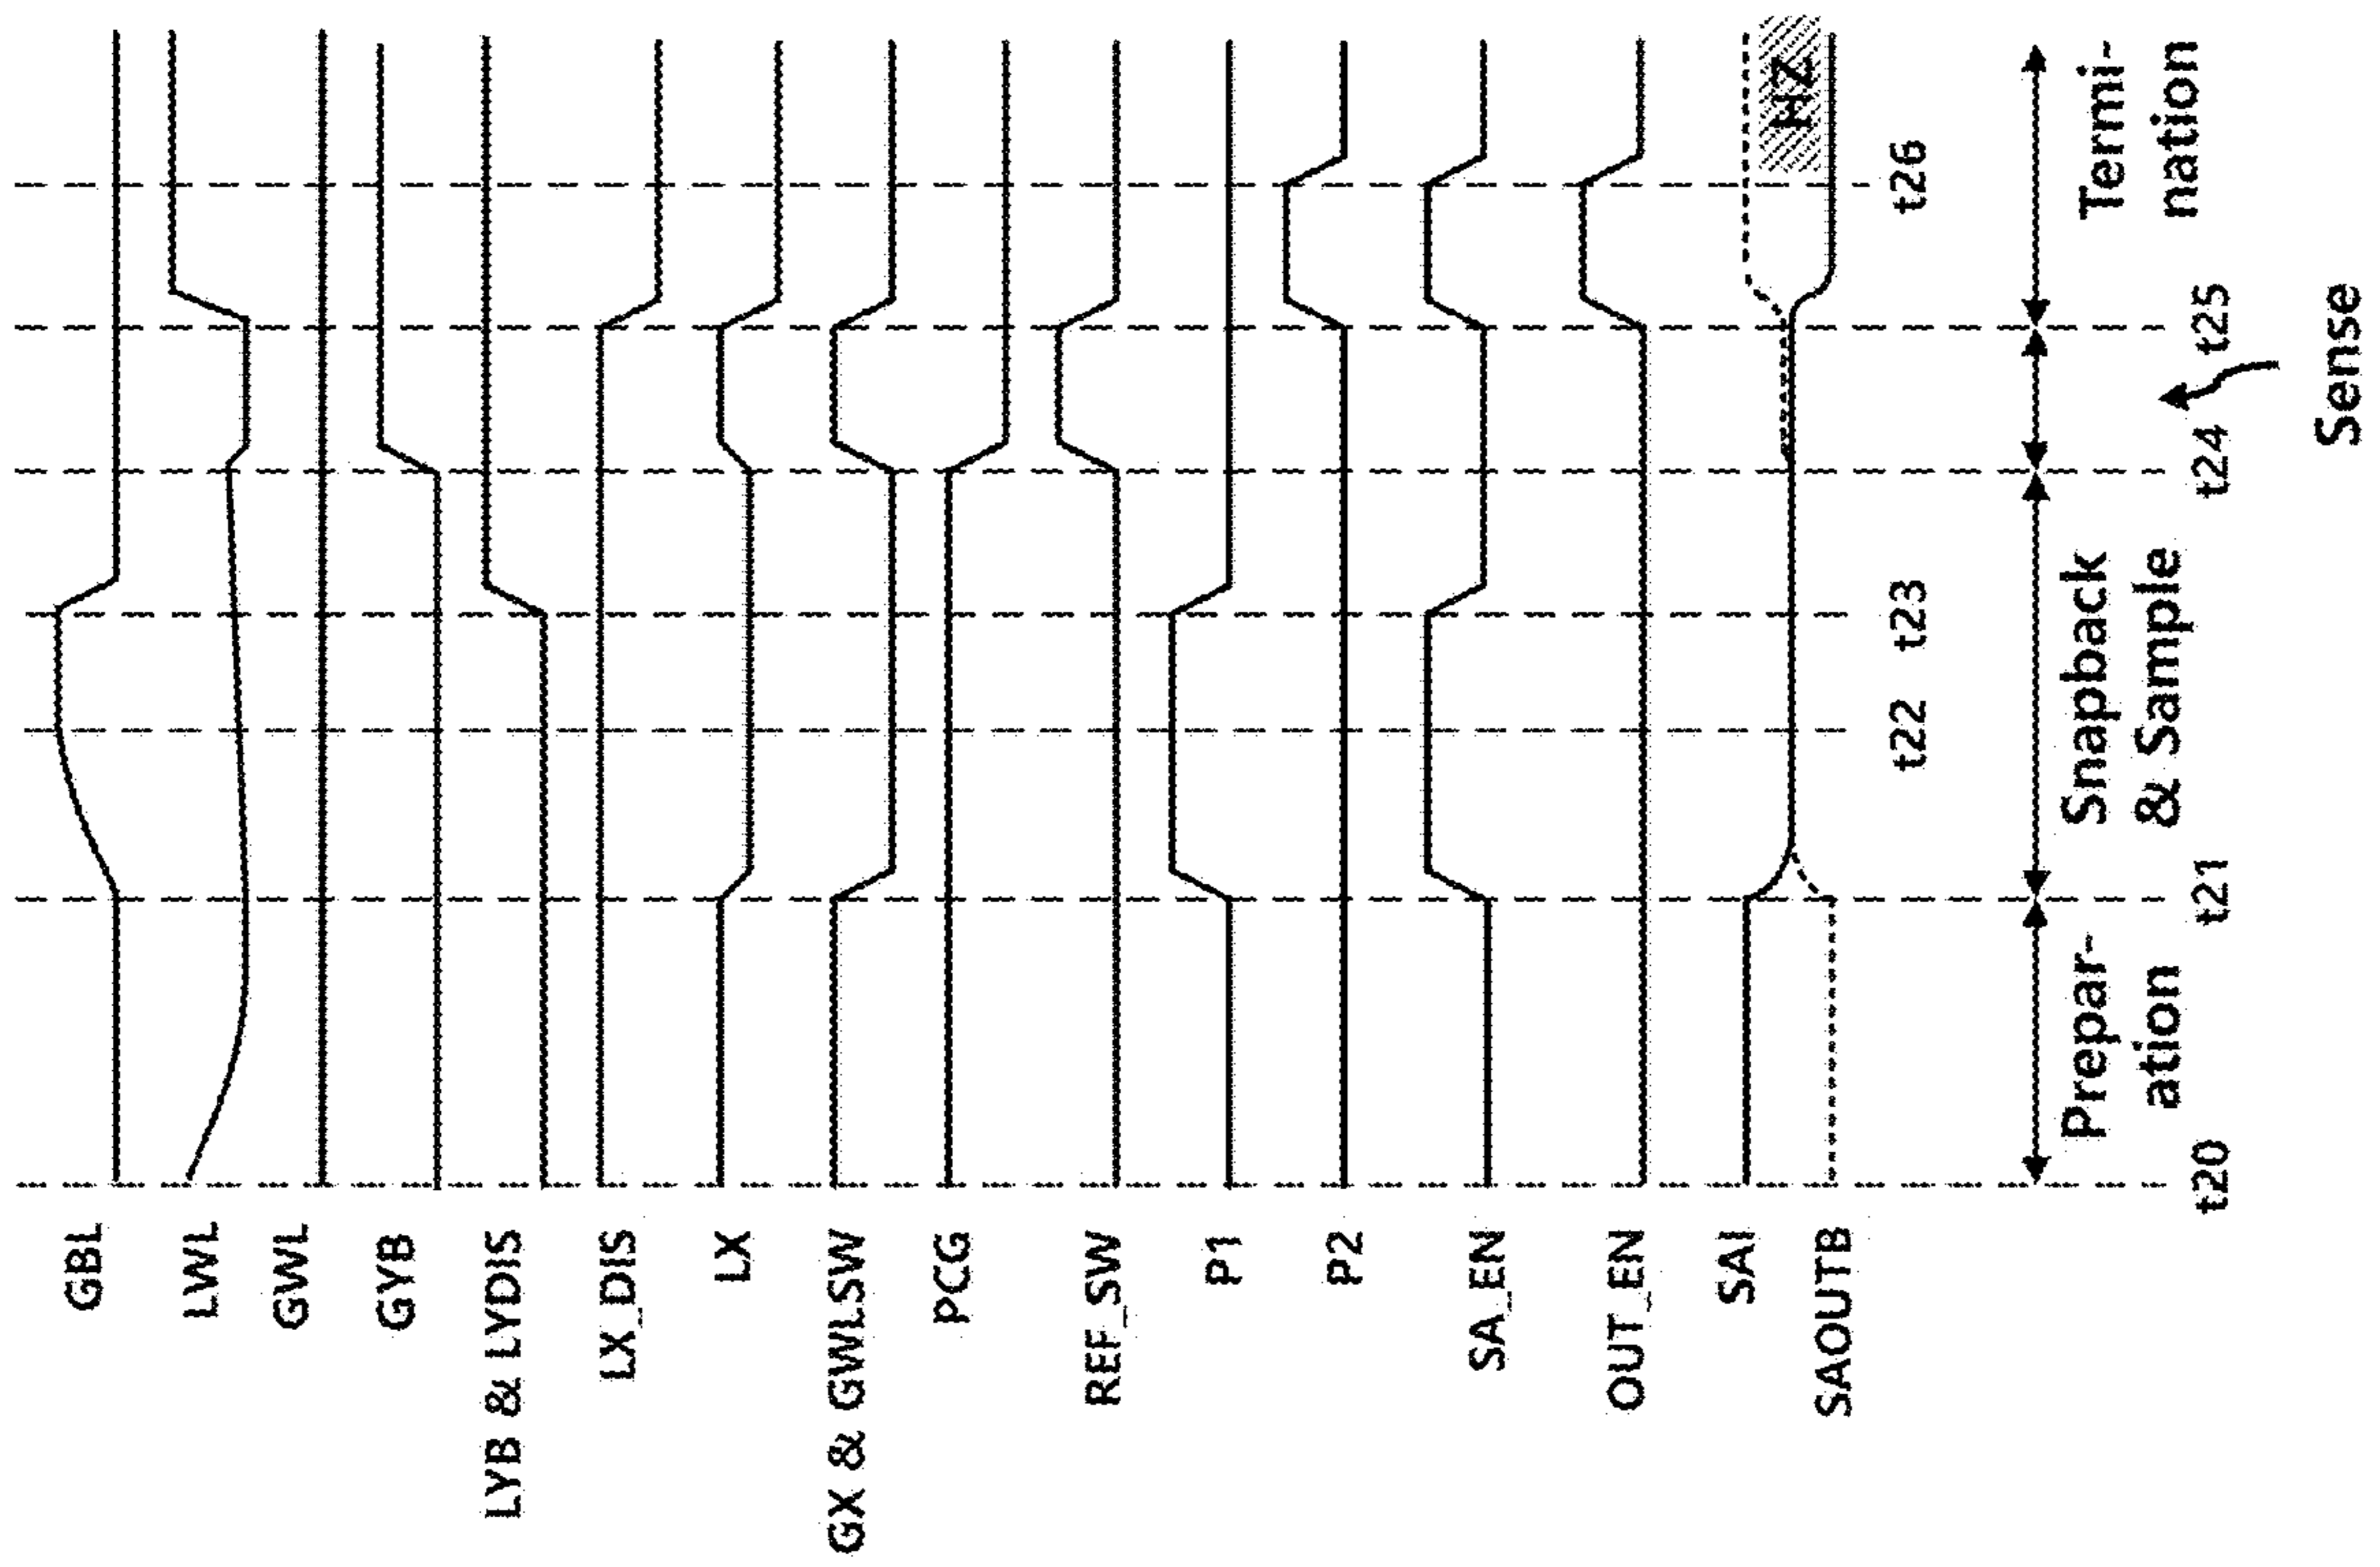 GBL
LWL
GWL
GYB
LYB & LYDIS
LX_DIS
LX
GX & GWLSW
PCG
REF_SW
P1
P2
SA_EN
OUT_EN
SAI
SAOUTB
HZ
t22 t23 t26
Prepar-
ation
Snapback
& Sample
Termi-
nation
t20 t21 t24 t25
Sense